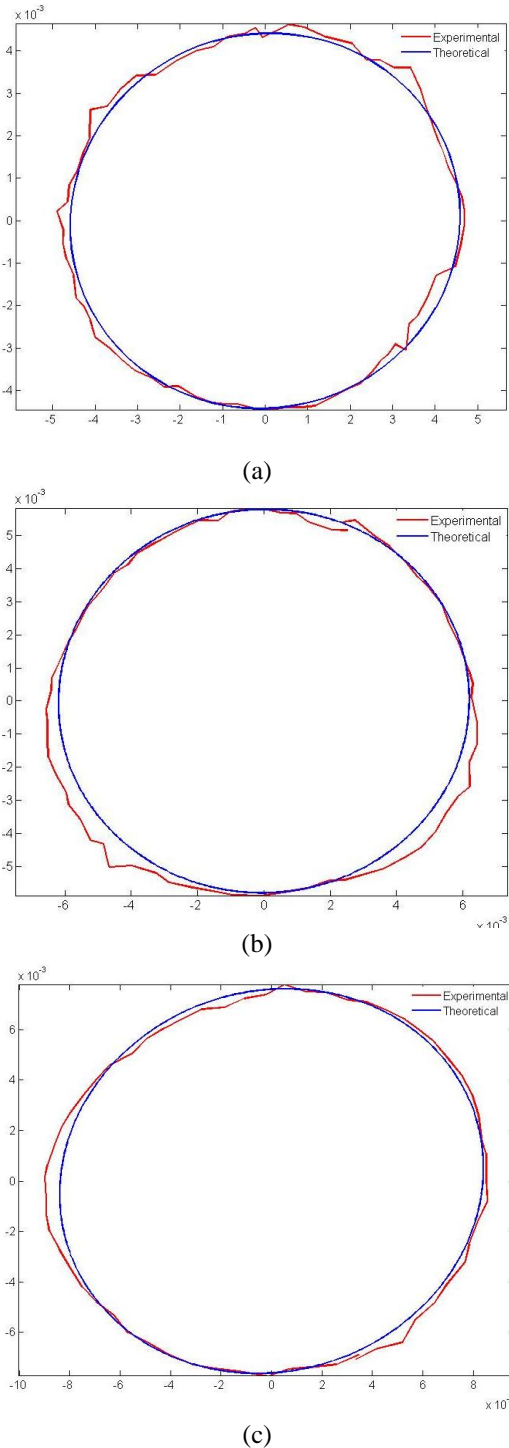 x 10⁻³
Experimental
Theoretical
4
3
2
1
0
-1
-2
-3
-4
-5 -4 -3 -2 -1 0 1 2 3 4 5
(a)
x 10⁻³
Experimental
Theoretical
5
4
3
2
1
0
-1
-2
-3
-4
-5
-6 -4 -2 0 2 4 6
x 10⁻³
(b)
x 10⁻³
Experimental
Theoretical
6
4
2
0
-2
-4
-6
-10 -8 -6 -4 -2 0 2 4 6 8
x 10⁻
(c)